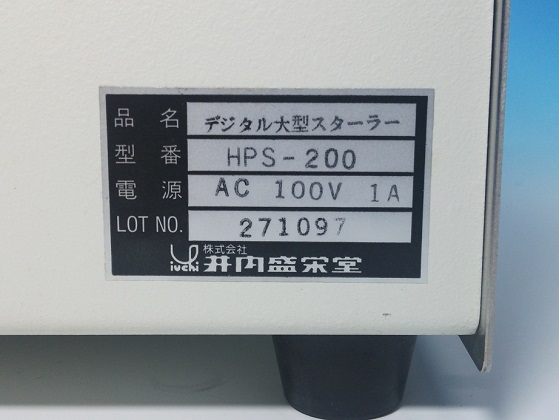 品名 デジタル大型スターラー
型番 HPS-200
電源 AC 100V 1A
LOT NO. 271097
iuchi 株式会社 井内盛栄堂